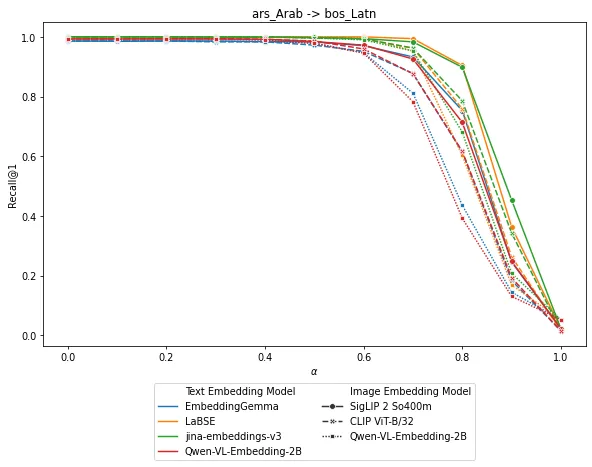 ars_Arab -> bos_Latn
Recall@1
1.0
0.8
0.6
0.4
0.2
0.0
0.0 0.2 0.4 0.6 0.8 1.0
α
Text Embedding Model
EmbeddingGemma
LaBSE
jina-embeddings-v3
Qwen-VL-Embedding-2B
Image Embedding Model
SigLIP 2 So400m
CLIP ViT-B/32
Qwen-VL-Embedding-2B